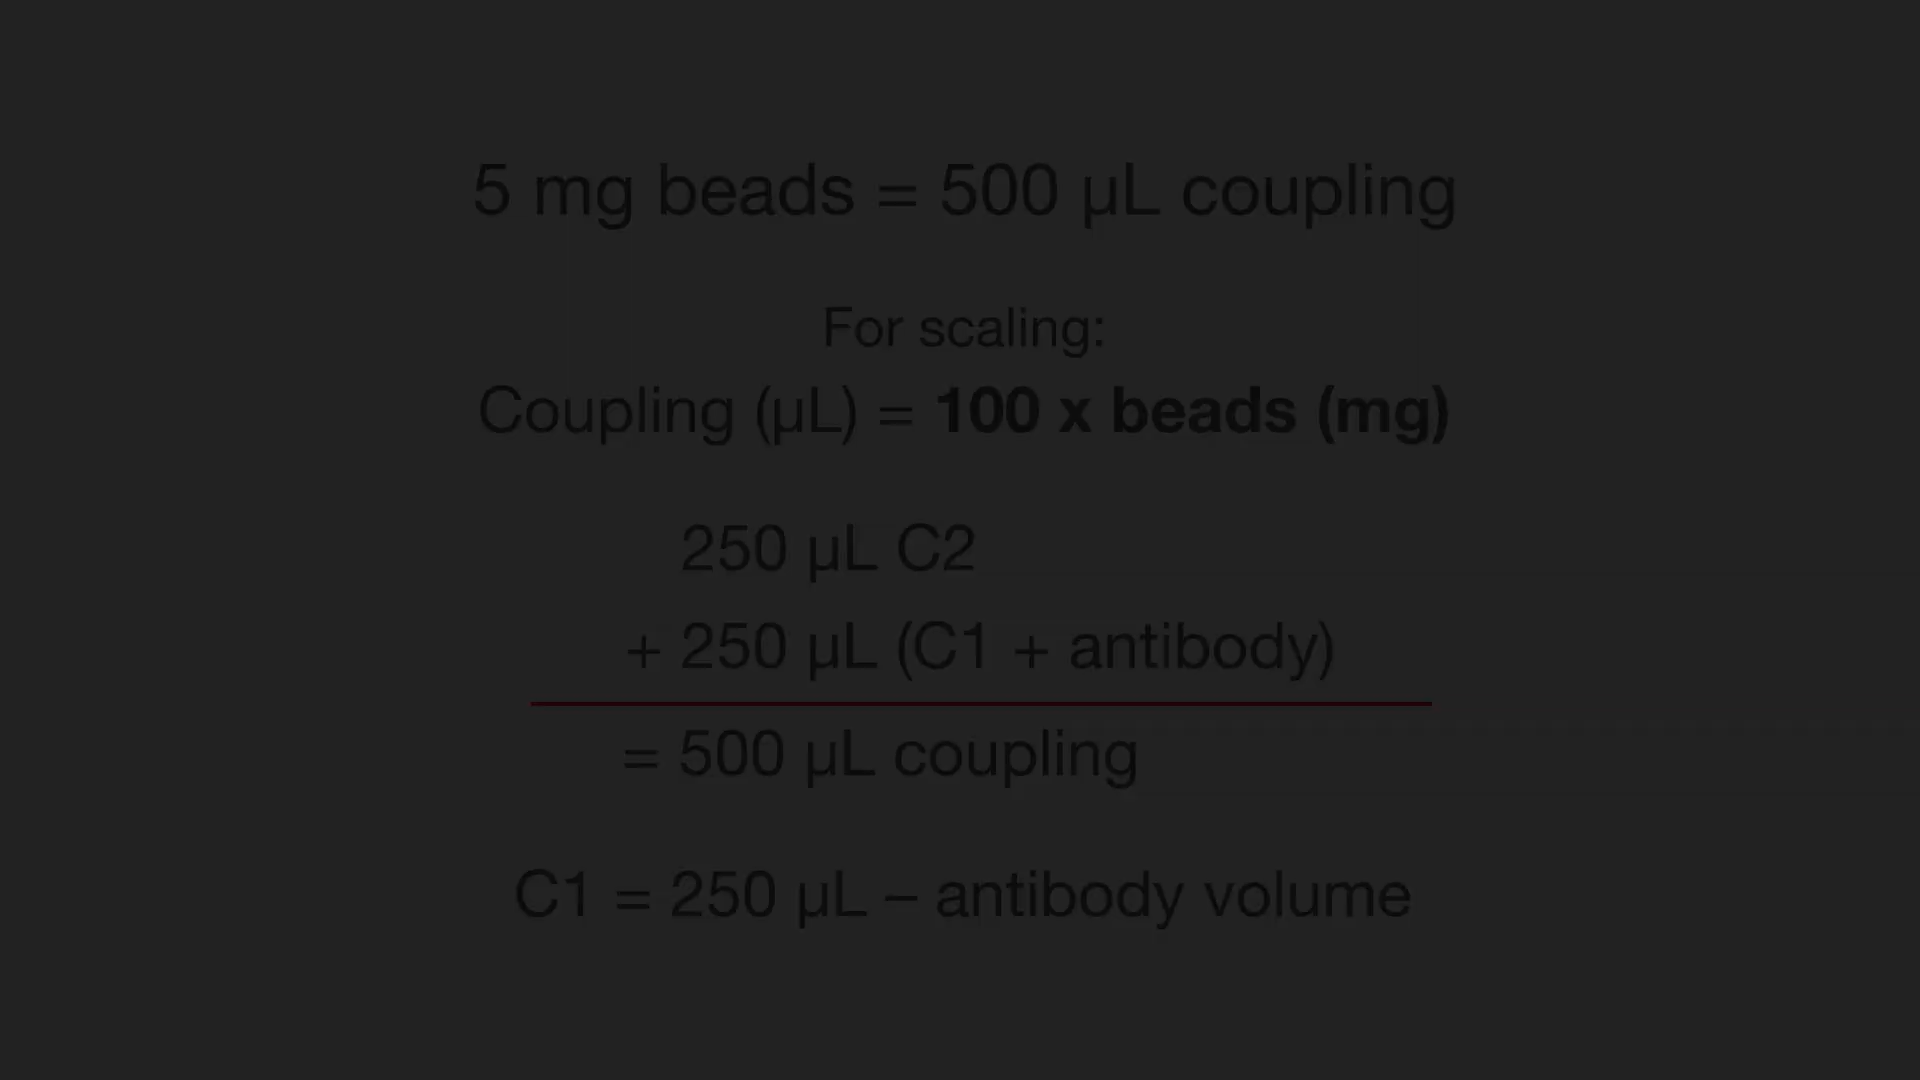 5 mg beads = 500 µL coupling
For scaling:
Coupling (µL) = 100 x beads (mg)
250 µL C2
+ 250 µL (C1 + antibody)
= 500 µL coupling
C1 = 250 µL – antibody volume